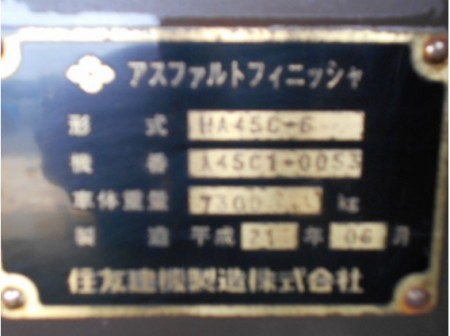 アスファルトフィニッシャ
形式 HA45C-6
機番 A45C1-0053
車体重量 7300 kg
製造 平成 21 年 06 月
住友建機製造株式会社